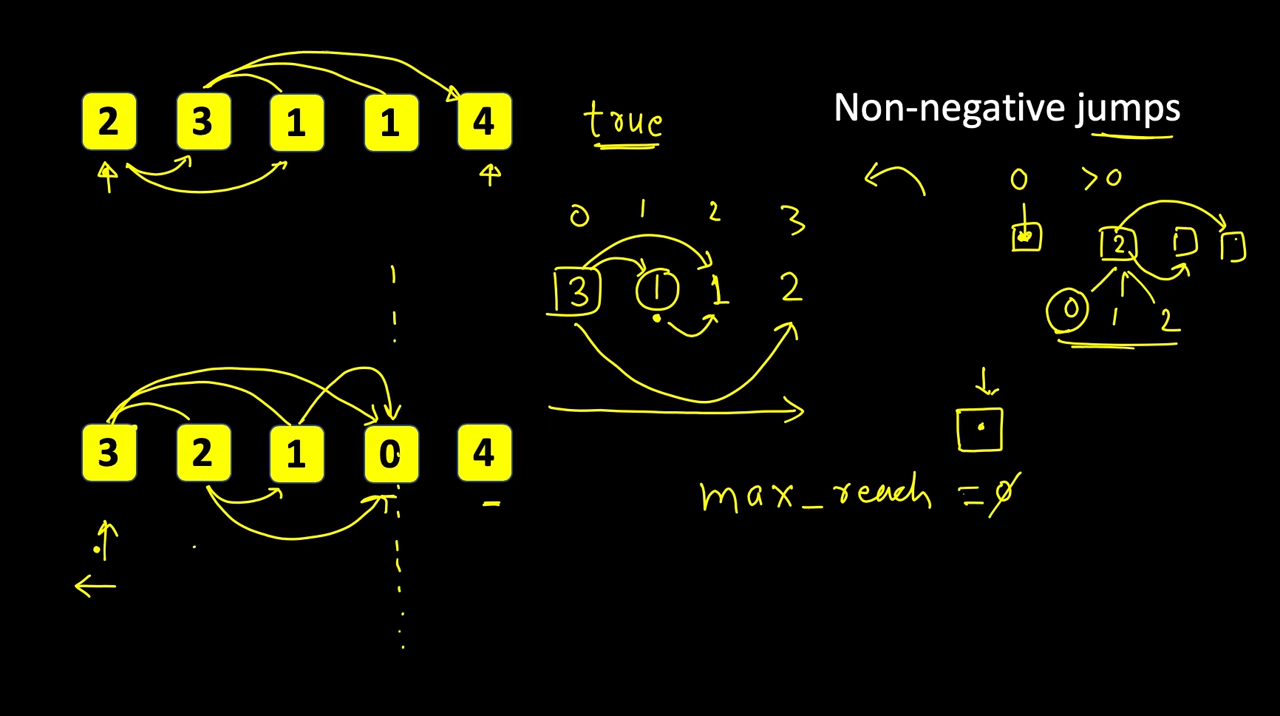 2 3 1 1 4
true
Non-negative jumps
0 >0
0 1 2 3
2
3 1 1 2
0 1 2
3 2 1 0 4
max_reach = 0